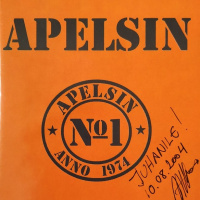 APELSIN
APELSIN
No1
ANNO 1974
JUHANILE!
10.08.2004